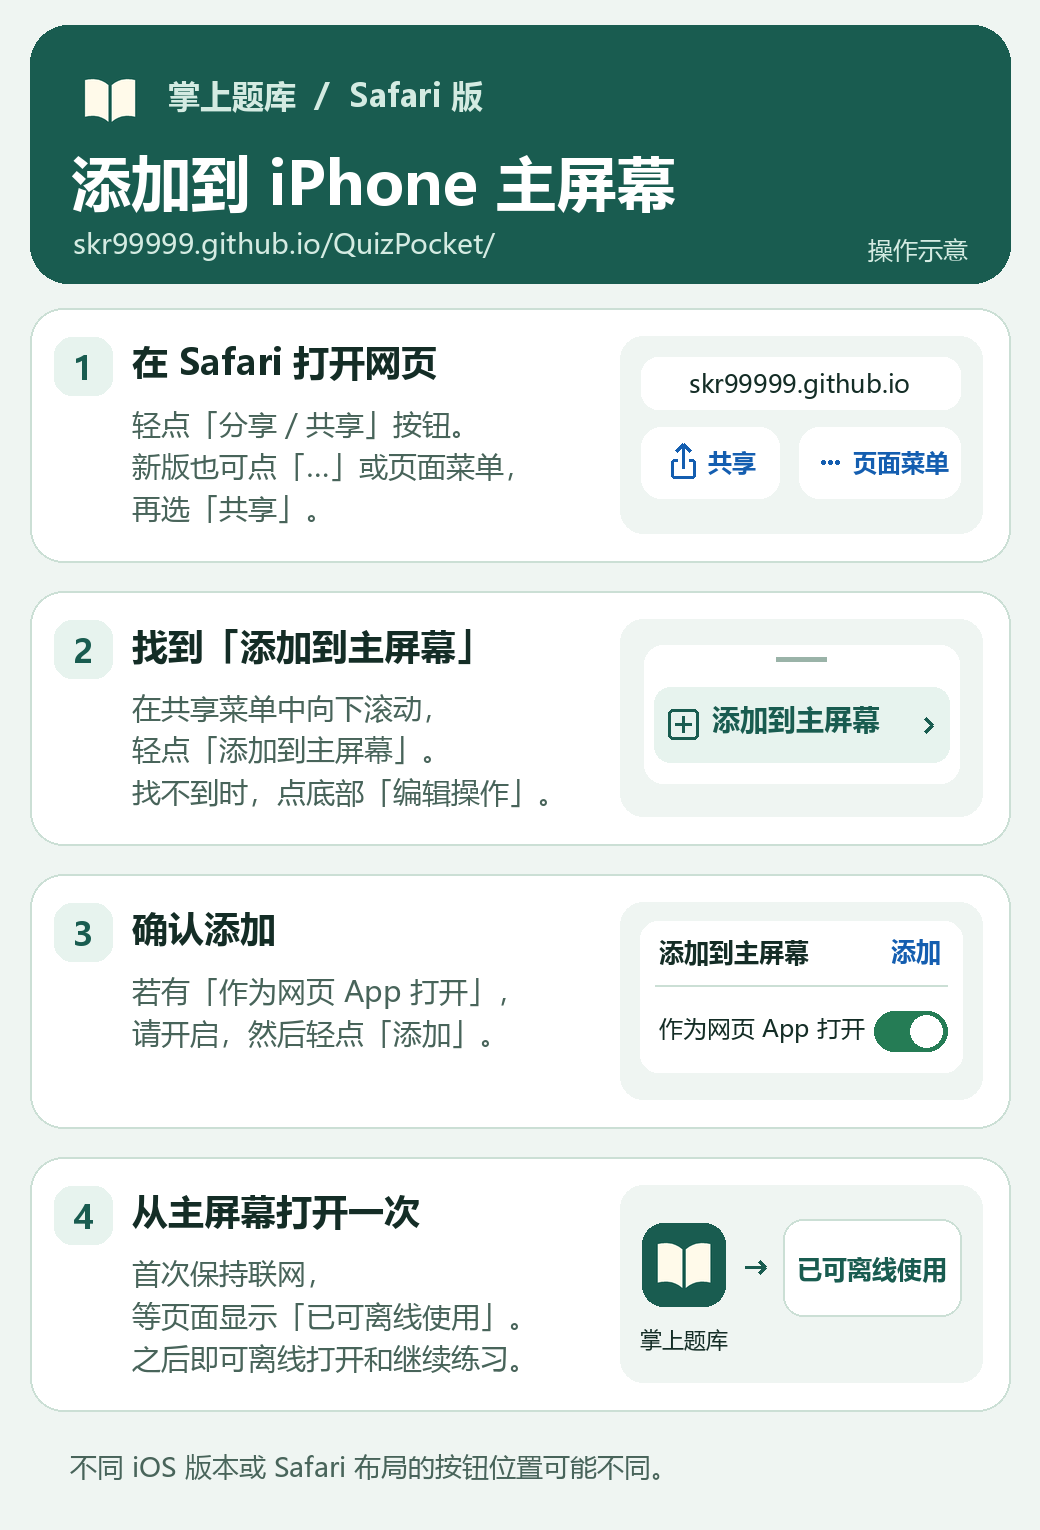 掌上题库 / Safari 版
添加到 iPhone 主屏幕
skr99999.github.io/QuizPocket/
操作示意
1
在 Safari 打开网页
轻点「分享 / 共享」按钮。
新版也可点「...」或页面菜单，
再选「共享」。
skr99999.github.io
共享
··· 页面菜单
2
找到「添加到主屏幕」
在共享菜单中向下滚动，
轻点「添加到主屏幕」。
找不到时，点底部「编辑操作」。
添加到主屏幕 ›
3
确认添加
若有「作为网页 App 打开」，
请开启，然后轻点「添加」。
添加到主屏幕 添加
作为网页 App 打开
4
从主屏幕打开一次
首次保持联网，
等页面显示「已可离线使用」。
之后即可离线打开和继续练习。
→ 已可离线使用
掌上题库
不同 iOS 版本或 Safari 布局的按钮位置可能不同。